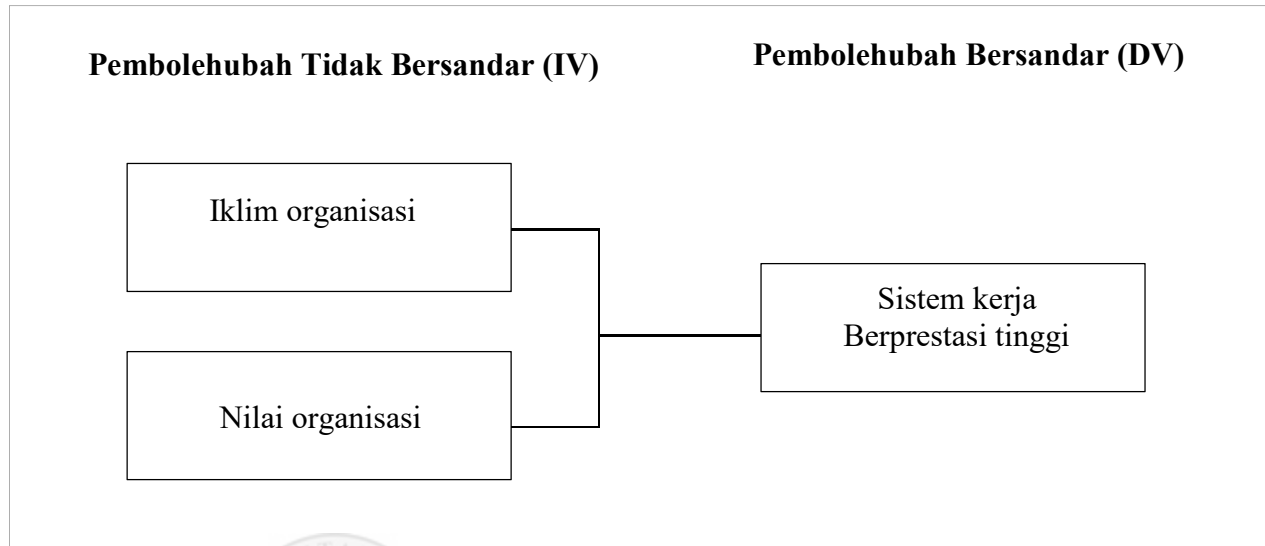 Pembolehubah Tidak Bersandar (IV)
Pembolehubah Bersandar (DV)
Iklim organisasi
Nilai organisasi
Sistem kerja
Berprestasi tinggi